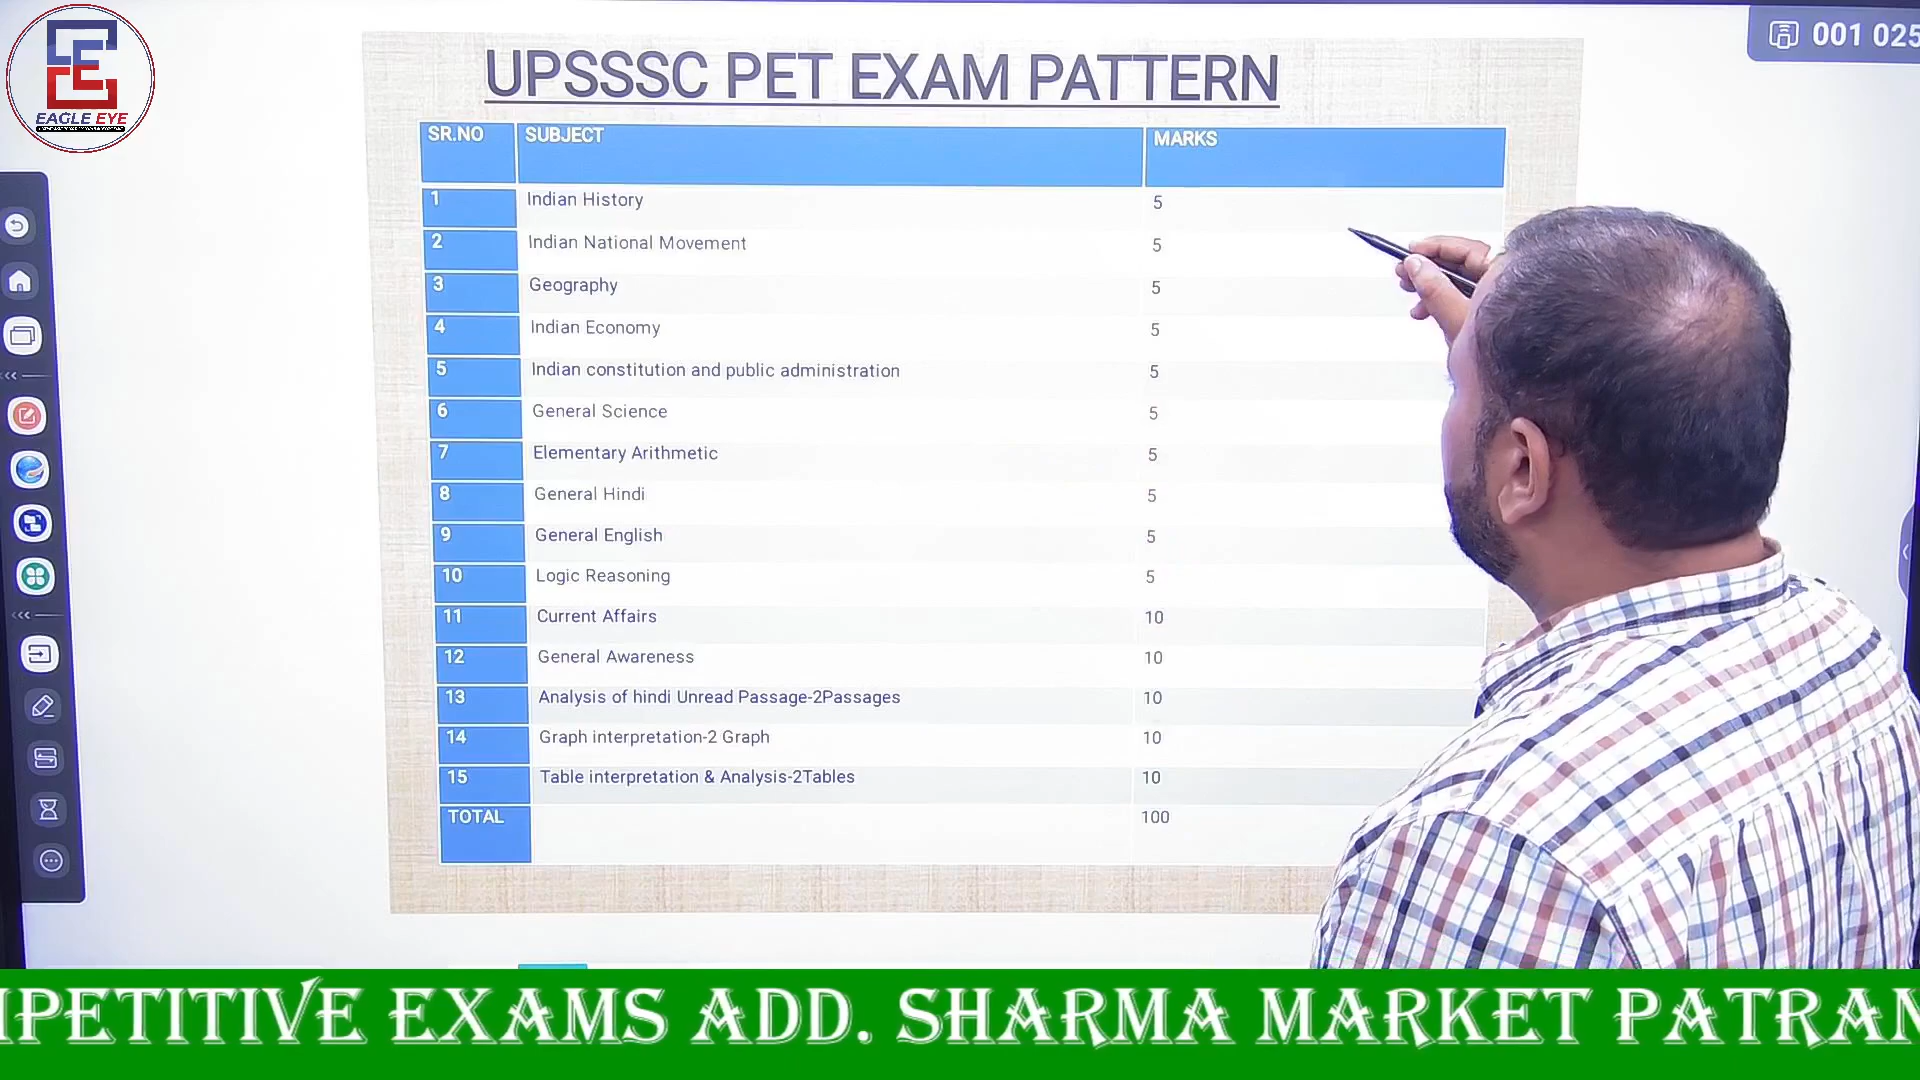 EAGLE EYE
001 025
UPSSSC PET EXAM PATTERN
SR.NO SUBJECT MARKS
1 Indian History 5
2 Indian National Movement 5
3 Geography 5
4 Indian Economy 5
5 Indian constitution and public administration 5
6 General Science 5
7 Elementary Arithmetic 5
8 General Hindi 5
9 General English 5
10 Logic Reasoning 5
11 Current Affairs 10
12 General Awareness 10
13 Analysis of hindi Unread Passage-2Passages 10
14 Graph interpretation-2 Graph 10
15 Table interpretation & Analysis-2Tables 10
TOTAL 100
MPETITIVE EXAMS ADD. SHARMA MARKET PATRAN